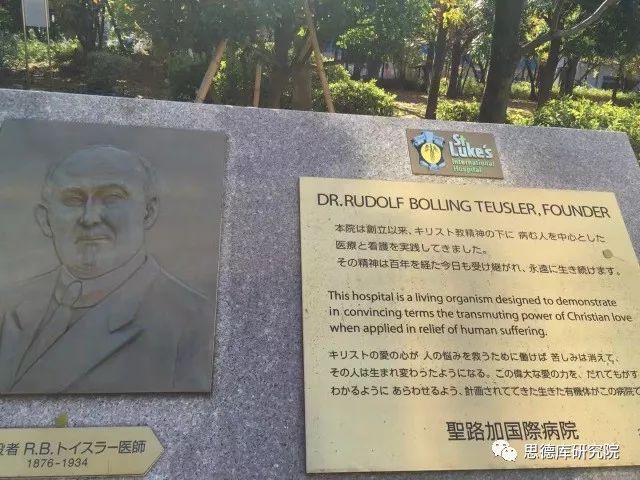 St. Luke's
International
Hospital
DR.RUDOLF BOLLING TEUSLER, FOUNDER
本院は創立以来、キリスト教精神の下に 病む人を中心とした
医療と看護を実践してきました。
その精神は百年を経た今日も受け継がれ、永遠に生き続けます。
This hospital is a living organism designed to demonstrate
in convincing terms the transmuting power of Christian love
when applied in relief of human suffering.
キリストの愛の心が 人の悩みを救うために働けば 苦しみは消えて、
その人は生まれ変わったようになる。この偉大な愛の力を、だれもがす
わかるように あらわせるよう、計画されてできた生きた有機体がこの病院で
聖路加国際病院
設者 R.B.トイスラー医師
1876-1934
思德库研究院